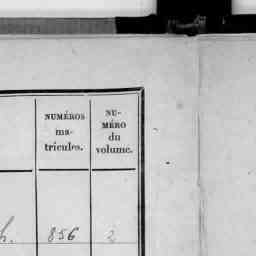 NUMÉROS
ma-
tricules.
NU-
MÉRO
du
volume.
h. 856 2